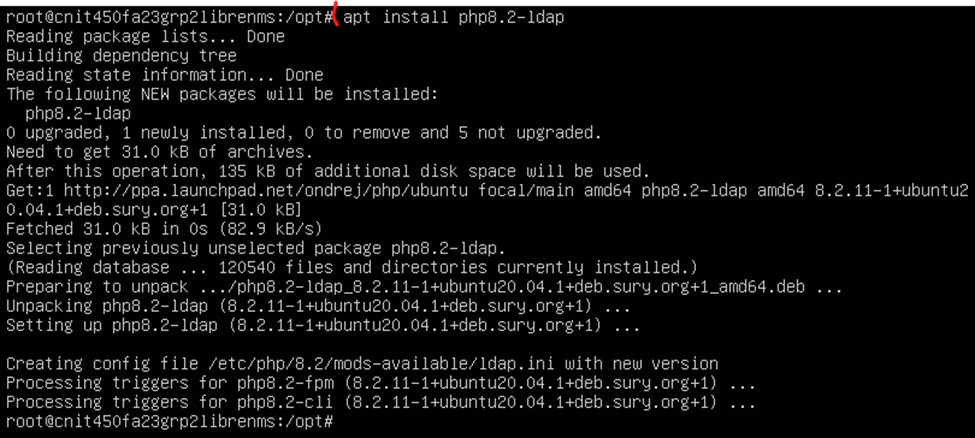 root@cnit450fa23grp2librenms:/opt# apt install php8.2-ldap
Reading package lists... Done
Building dependency tree
Reading state information... Done
The following NEW packages will be installed:
  php8.2-ldap
0 upgraded, 1 newly installed, 0 to remove and 5 not upgraded.
Need to get 31.0 kB of archives.
After this operation, 135 kB of additional disk space will be used.
Get:1 http://ppa.launchpad.net/ondrej/php/ubuntu focal/main amd64 php8.2-ldap amd64 8.2.11-1+ubuntu2
0.04.1+deb.sury.org+1 [31.0 kB]
Fetched 31.0 kB in 0s (82.9 kB/s)
Selecting previously unselected package php8.2-ldap.
(Reading database ... 120540 files and directories currently installed.)
Preparing to unpack .../php8.2-ldap_8.2.11-1+ubuntu20.04.1+deb.sury.org+1_amd64.deb ...
Unpacking php8.2-ldap (8.2.11-1+ubuntu20.04.1+deb.sury.org+1) ...
Setting up php8.2-ldap (8.2.11-1+ubuntu20.04.1+deb.sury.org+1) ...

Creating config file /etc/php/8.2/mods-available/ldap.ini with new version
Processing triggers for php8.2-fpm (8.2.11-1+ubuntu20.04.1+deb.sury.org+1) ...
Processing triggers for php8.2-cli (8.2.11-1+ubuntu20.04.1+deb.sury.org+1) ...
root@cnit450fa23grp2librenms:/opt#